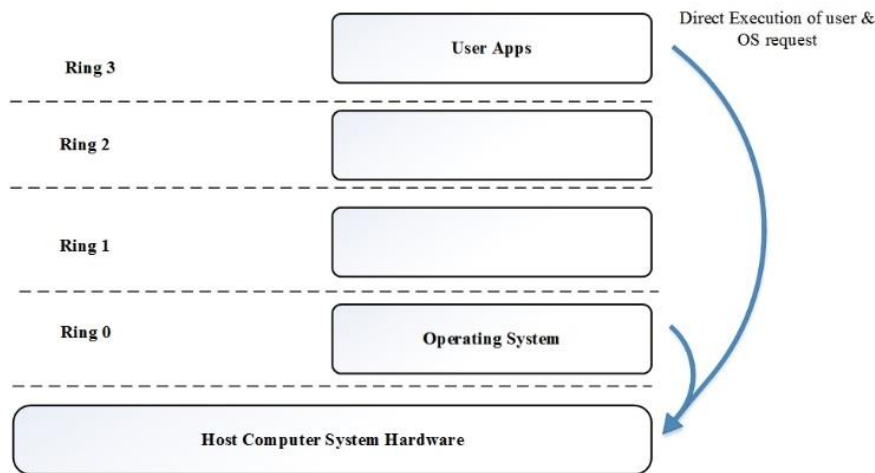 Direct Execution of user &
OS request
User Apps
Ring 3
Ring 2
Ring 1
Ring 0
Operating System
Host Computer System Hardware